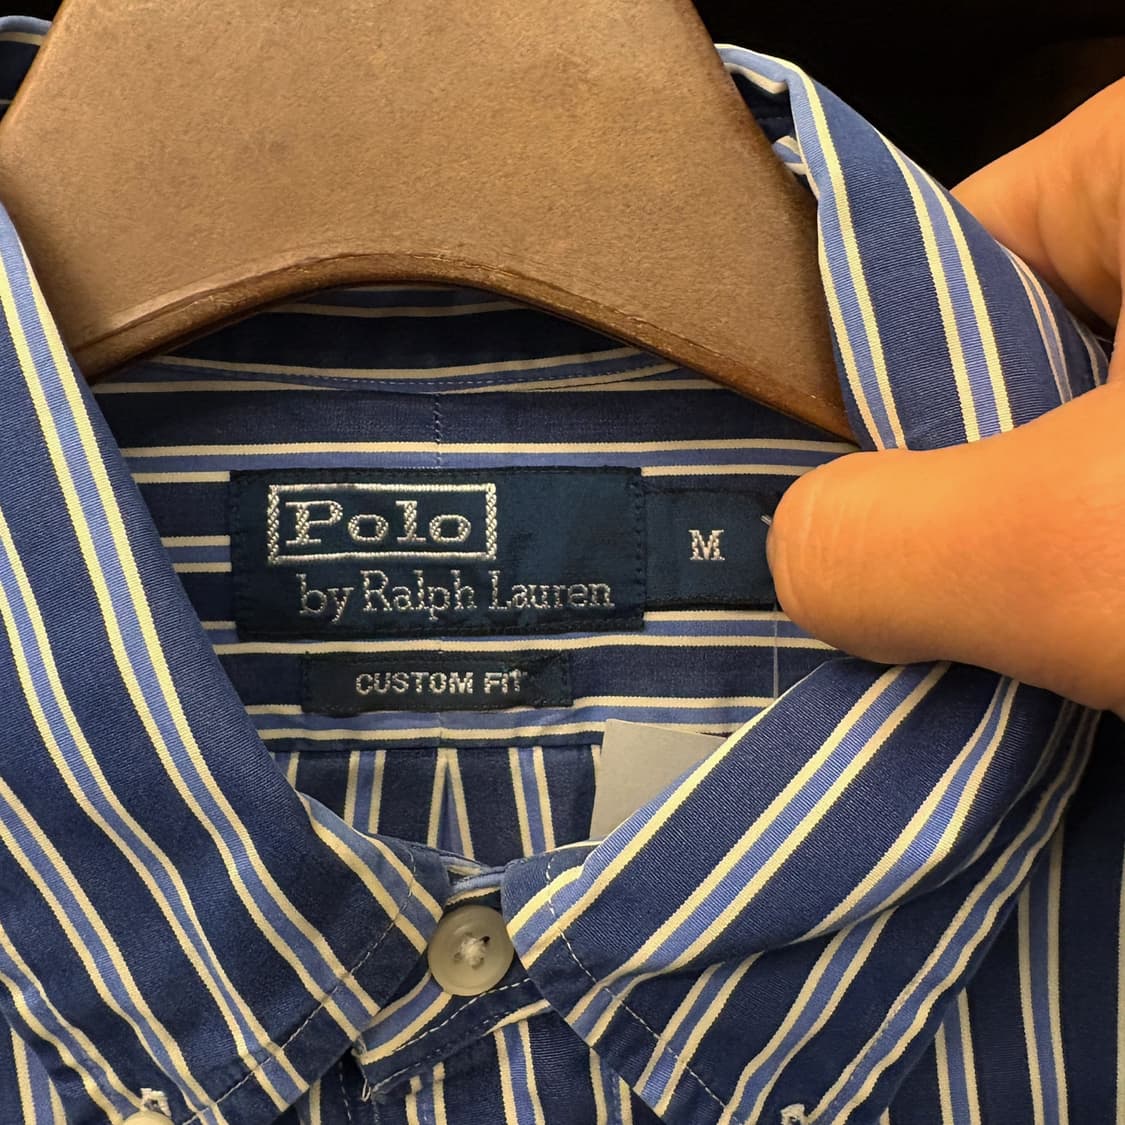 Polo
by Ralph Lauren
M
CUSTOM FIT